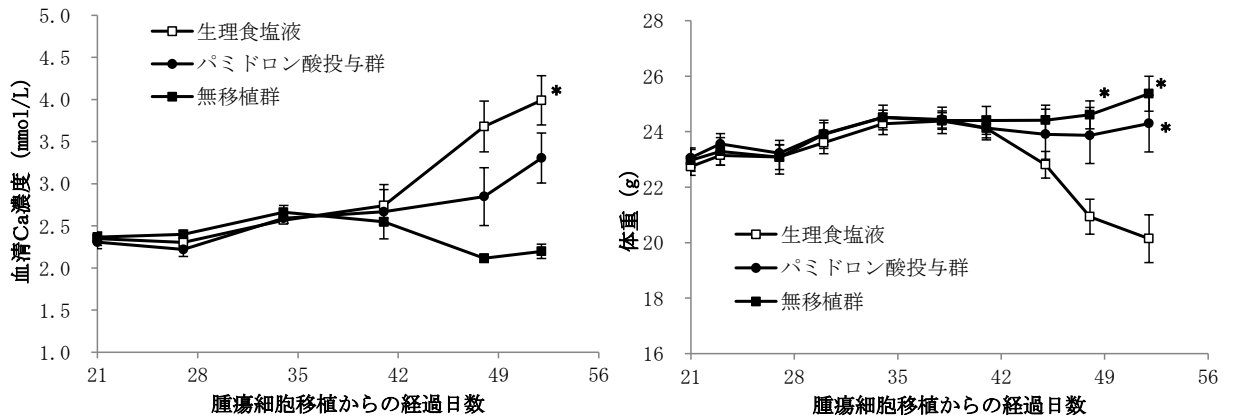 5.0
4.5
4.0
3.5
3.0
2.5
2.0
1.5
1.0
血清Ca濃度 (mmol/L)
生理食塩液
パミドロン酸投与群
無移植群
*
21 28 35 42 49 56
腫瘍細胞移植からの経過日数
28
26
24
22
20
18
16
体重 (g)
* *
*
生理食塩液
パミドロン酸投与群
無移植群
21 28 35 42 49 56
腫瘍細胞移植からの経過日数